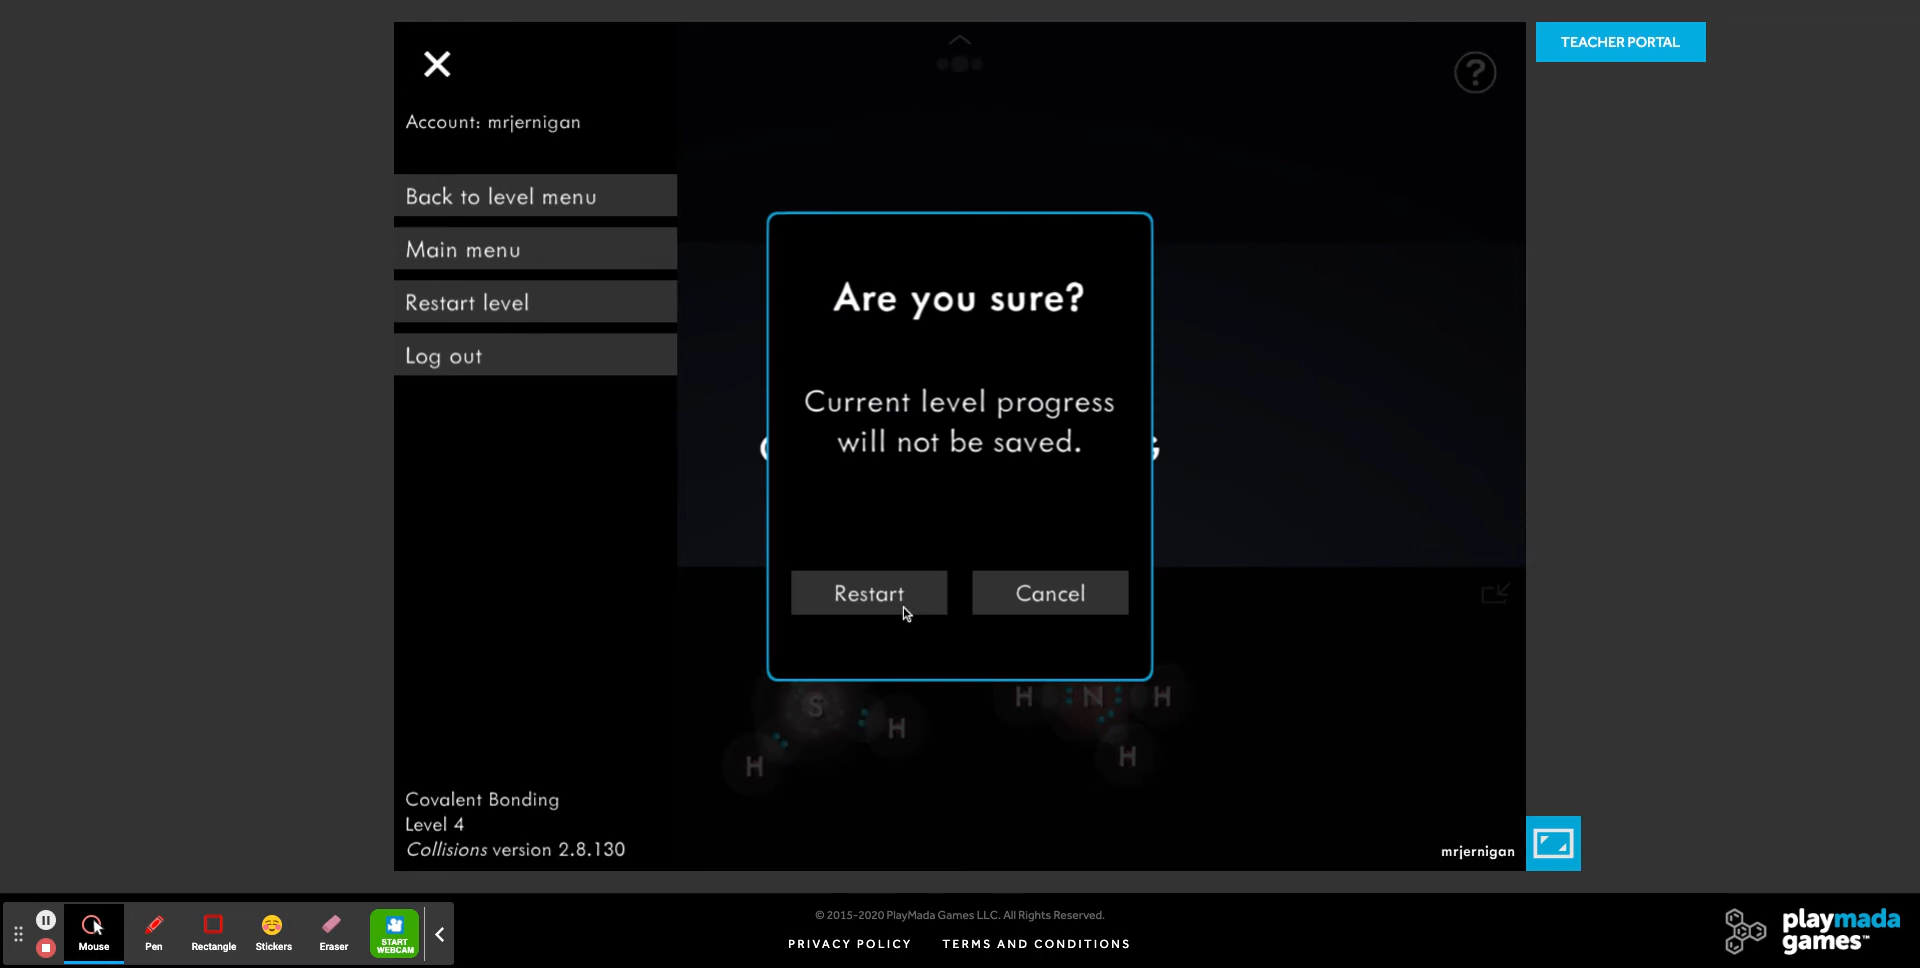 TEACHER PORTAL
?
Account: mrjernigan
Back to level menu
Main menu
Restart level
Log out
Are you sure?
Current level progress
will not be saved.
Restart
Cancel
S
H
H
H
N
H
H
Covalent Bonding
Level 4
Collisions version 2.8.130
mrjernigan
Mouse
Pen
Rectangle
Stickers
Eraser
START
WEBCAM
© 2015-2020 PlayMada Games LLC. All Rights Reserved.
PRIVACY POLICY
TERMS AND CONDITIONS
playmada
games™